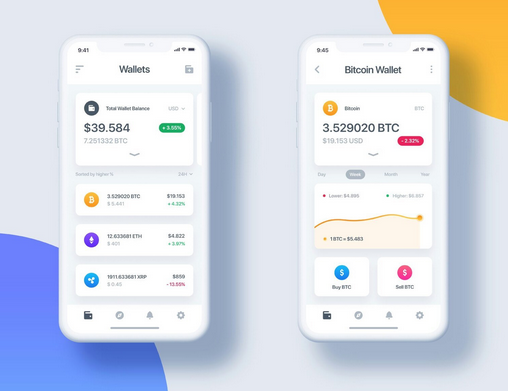 9:41
Wallets
Total Wallet Balance
USD
$39.584
+ 3.55%
7.251332 BTC
Sorted by higher %
24H
3.529020 BTC
$19.153
$ 5.441
+ 4.32%
12.633681 ETH
$4.822
$ 401
+ 3.97%
1911.633681 XRP
$859
$ 0.45
- 13.55%
9:45
Bitcoin Wallet
Bitcoin
BTC
3.529020 BTC
$19.153 USD
- 2.32%
Day
Week
Month
Year
Lower: $4.895
Higher: $6.857
1 BTC = $5.483
Buy BTC
Sell BTC